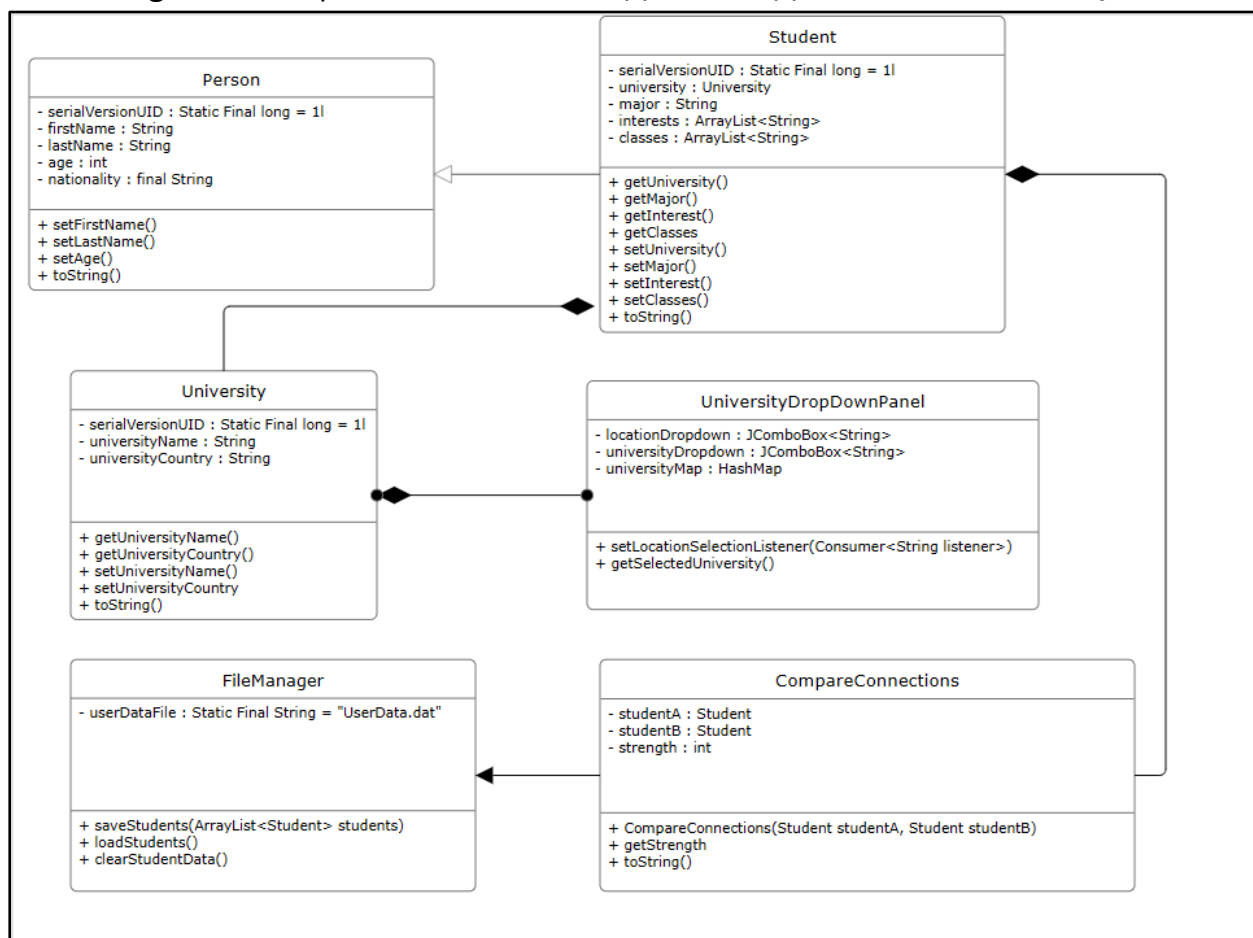 Person
- serialVersionUID : Static Final long = 1l
- firstName : String
- lastName : String
- age : int
- nationality : final String
+ setFirstName()
+ setLastName()
+ setAge()
+ toString()
Student
- serialVersionUID : Static Final long = 1l
- university : University
- major : String
- interests : ArrayList<String>
- classes : ArrayList<String>
+ getUniversity()
+ getMajor()
+ getInterest()
+ getClasses
+ setUniversity()
+ setMajor()
+ setInterest()
+ setClasses()
+ toString()
University
- serialVersionUID : Static Final long = 1l
- universityName : String
- universityCountry : String
+ getUniversityName()
+ getUniversityCountry()
+ setUniversityName()
+ setUniversityCountry
+ toString()
UniversityDropDownPanel
- locationDropdown : JComboBox<String>
- universityDropdown : JComboBox<String>
- universityMap : HashMap
+ setLocationSelectionListener(Consumer<String listener>)
+ getSelectedUniversity()
FileManager
- userDataFile : Static Final String = "UserData.dat"
+ saveStudents(ArrayList<Student> students)
+ loadStudents()
+ clearStudentData()
CompareConnections
- studentA : Student
- studentB : Student
- strength : int
+ CompareConnections(Student studentA, Student studentB)
+ getStrength
+ toString()